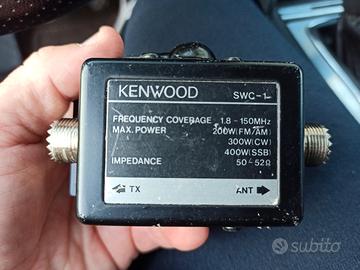 KENWOOD SWC-1
FREQUENCY COVERAGE 1.8 - 150MHz
MAX. POWER 200W(FM/AM)
300W(CW)
400W(SSB)
IMPEDANCE 50~52Ω
TX ANT
subito